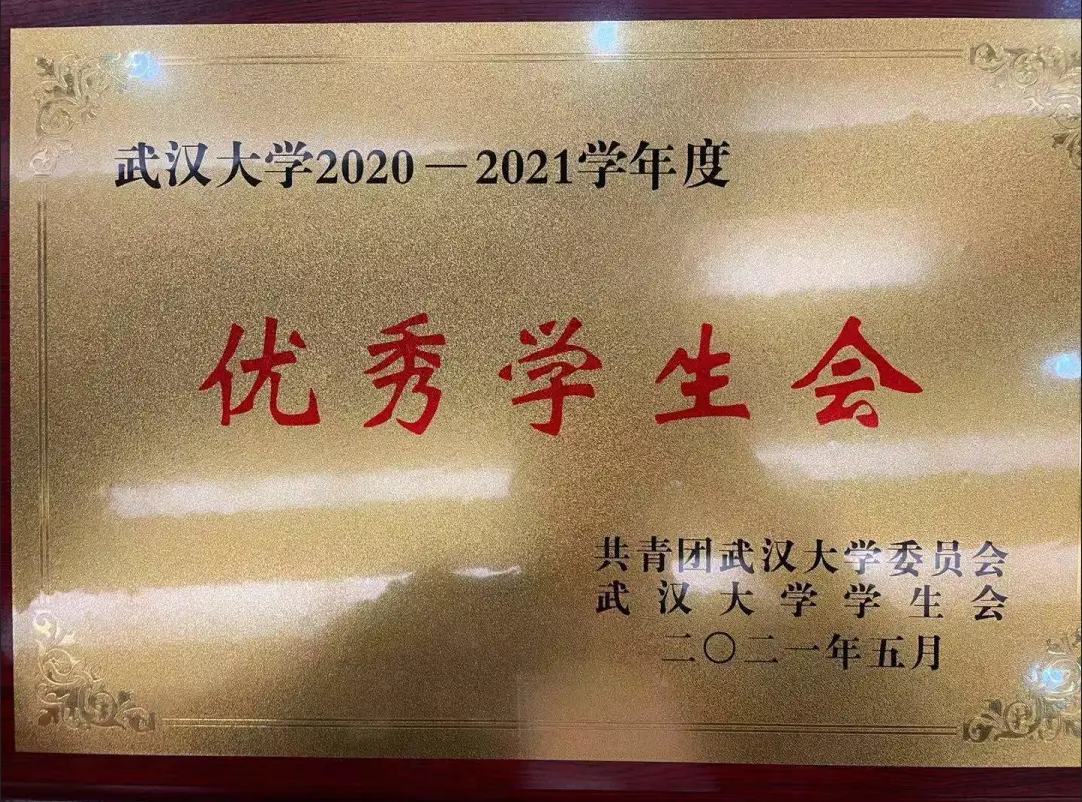 武汉大学2020－2021学年度
优秀学生会
共青团武汉大学委员会
武汉大学学生会
二〇二一年五月